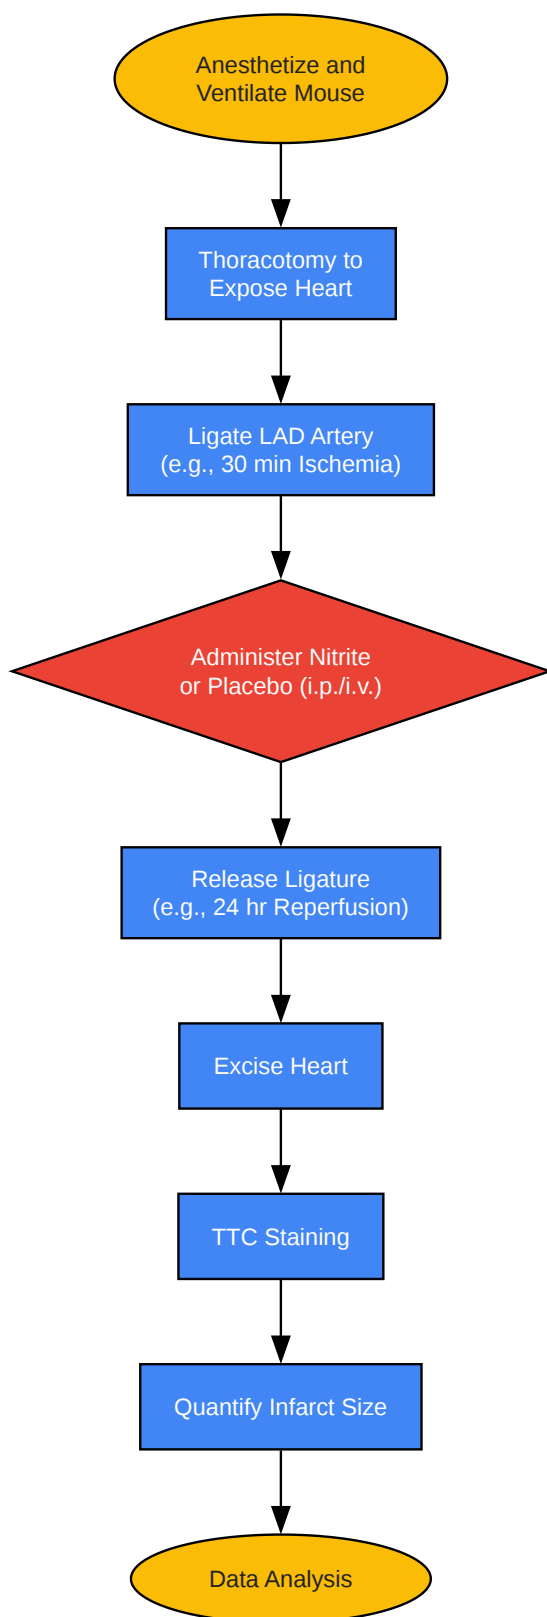 Anesthetize and
Ventilate Mouse
Thoracotomy to
Expose Heart
Ligate LAD Artery
(e.g., 30 min Ischemia)
Administer Nitrite
or Placebo (i.p./i.v.)
Release Ligature
(e.g., 24 hr Reperfusion)
Excise Heart
TTC Staining
Quantify Infarct Size
Data Analysis